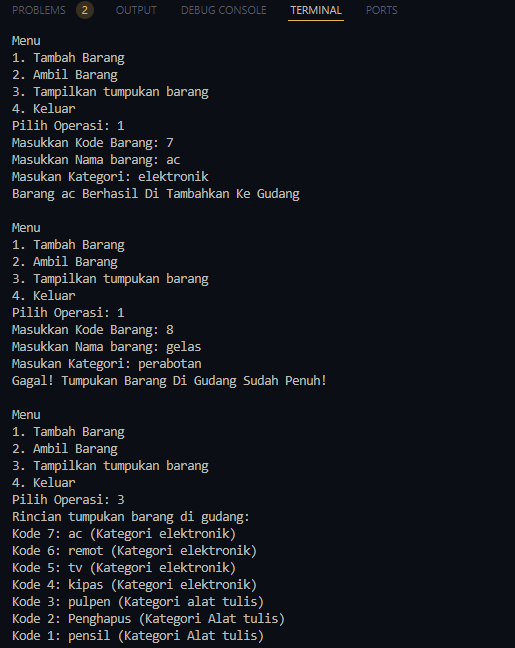 PROBLEMS 2 OUTPUT DEBUG CONSOLE TERMINAL PORTS
Menu
1. Tambah Barang
2. Ambil Barang
3. Tampilkan tumpukan barang
4. Keluar
Pilih Operasi: 1
Masukkan Kode Barang: 7
Masukkan Nama barang: ac
Masukan Kategori: elektronik
Barang ac Berhasil Di Tambahkan Ke Gudang
Menu
1. Tambah Barang
2. Ambil Barang
3. Tampilkan tumpukan barang
4. Keluar
Pilih Operasi: 1
Masukkan Kode Barang: 8
Masukkan Nama barang: gelas
Masukan Kategori: perabotan
Gagal! Tumpukan Barang Di Gudang Sudah Penuh!
Menu
1. Tambah Barang
2. Ambil Barang
3. Tampilkan tumpukan barang
4. Keluar
Pilih Operasi: 3
Rincian tumpukan barang di gudang:
Kode 7: ac (Kategori elektronik)
Kode 6: remot (Kategori elektronik)
Kode 5: tv (Kategori elektronik)
Kode 4: kipas (Kategori elektronik)
Kode 3: pulpen (Kategori alat tulis)
Kode 2: Penghapus (Kategori Alat tulis)
Kode 1: pensil (Kategori Alat tulis)